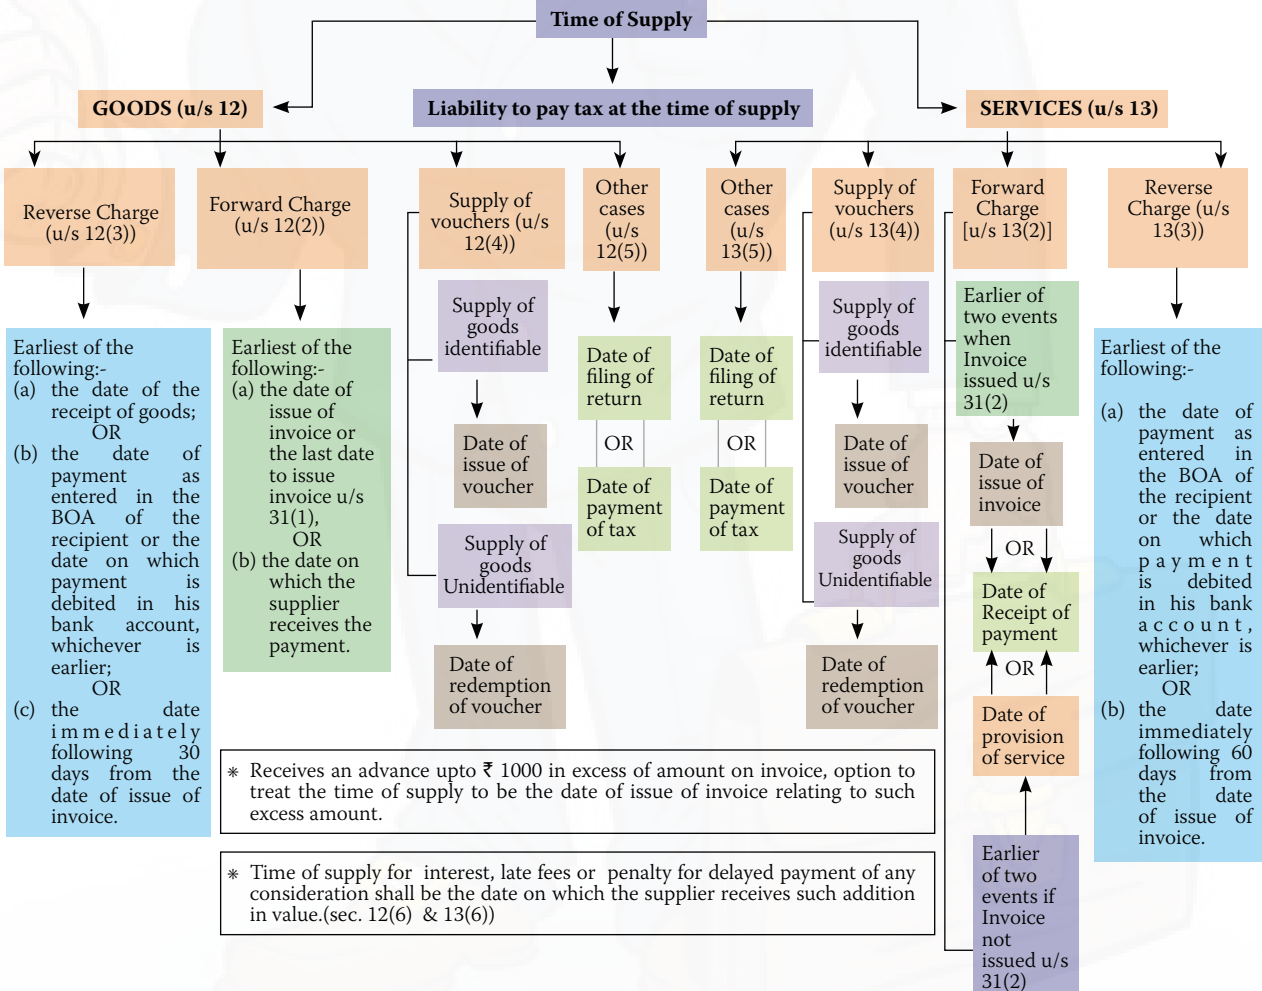 Time of Supply
GOODS (u/s 12)
Liability to pay tax at the time of supply
SERVICES (u/s 13)
Reverse Charge
(u/s 12(3))
Forward Charge
(u/s 12(2))
Supply of
vouchers (u/s
12(4))
Other
cases
(u/s
12(5))
Other
cases
(u/s
13(5))
Supply of
vouchers
(u/s 13(4))
Forward
Charge
[u/s 13(2)]
Reverse
Charge (u/s
13(3))
Earliest of the
following:-
(a) the date of the
receipt of goods;
OR
(b) the date of
payment as
entered in the
BOA of the
recipient or the
date on which
payment is
debited in his
bank account,
whichever is
earlier;
OR
(c) the date
immediately
following 30
days from the
date of issue of
invoice.
Earliest of the
following:-
(a) the date of
issue of
invoice or
the last date
to issue
invoice u/s
31(1),
OR
(b) the date on
which the
supplier
receives the
payment.
Supply of
goods
identifiable
Date of
issue of
voucher
Supply of
goods
Unidentifiable
Date of
redemption
of voucher
Date of
filing of
return
OR
Date of
payment
of tax
Date of
filing of
return
OR
Date of
payment
of tax
Supply of
goods
identifiable
Date of
issue of
voucher
Supply of
goods
Unidentifiable
Date of
redemption
of voucher
Earlier of
two events
when
Invoice
issued u/s
31(2)
Date of
issue of
invoice
OR
Date of
Receipt of
payment
OR
Date of
provision
of service
Earlier
of two
events if
Invoice
not
issued u/s
31(2)
Earliest of the
following:-
(a) the date of
payment as
entered in
the BOA of
the recipient
or the date
on which
payment
is debited
in his bank
account,
whichever is
earlier;
OR
(b) the date
immediately
following 60
days from
the date
of issue of
invoice.
* Receives an advance upto ₹ 1000 in excess of amount on invoice, option to
treat the time of supply to be the date of issue of invoice relating to such
excess amount.
* Time of supply for interest, late fees or penalty for delayed payment of any
consideration shall be the date on which the supplier receives such addition
in value.(sec. 12(6) & 13(6))